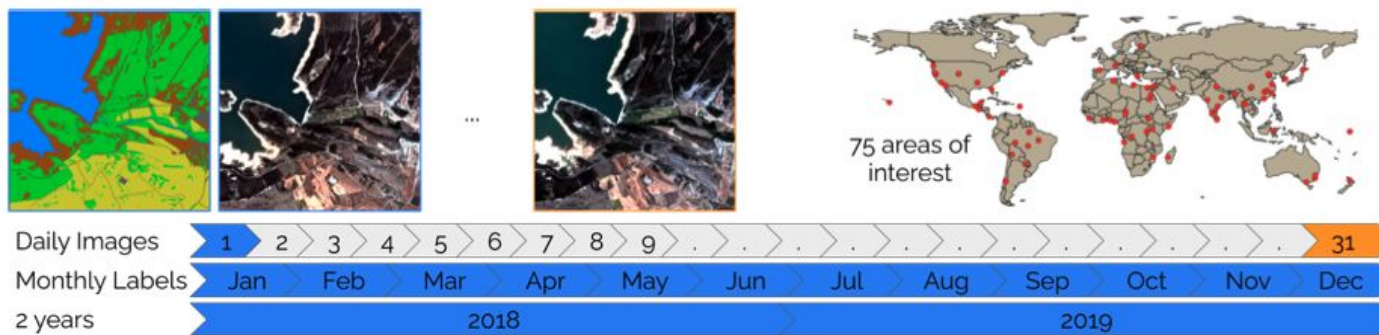 ...
75 areas of
interest
Daily Images 1 2 3 4 5 6 7 8 9 . . . . . . . . . . . . 31
Monthly Labels Jan Feb Mar Apr May Jun Jul Aug Sep Oct Nov Dec
2 years 2018 2019